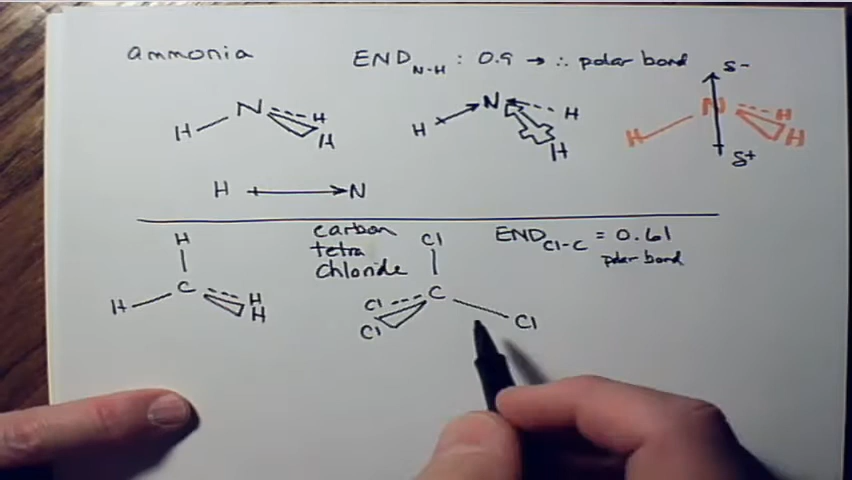 ammonia
END N-H : 0.9 → ∴ polar bond
δ-
N
H
H
H
N
H
H
H
N
H
H
H
δ+
H
N
carbon
tetra
chloride
END Cl-C = 0.61
polar bond
H
C
H
H
H
Cl
C
Cl
Cl
Cl